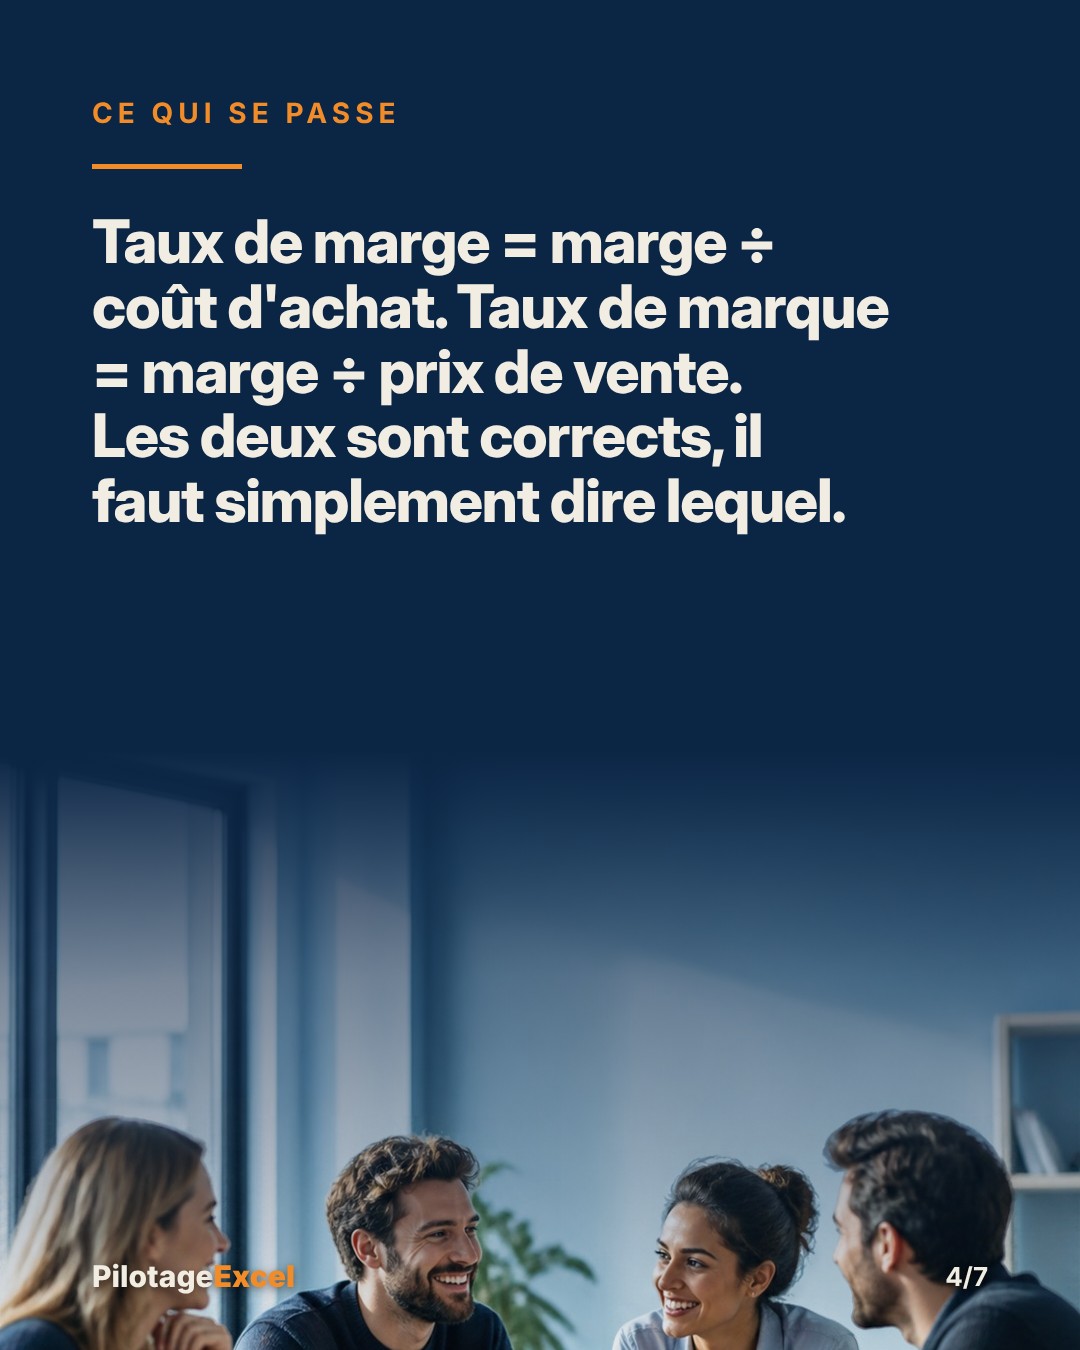 CE QUI SE PASSE
Taux de marge = marge ÷
coût d'achat. Taux de marque
= marge ÷ prix de vente.
Les deux sont corrects, il
faut simplement dire lequel.
PilotageExcel
4/7